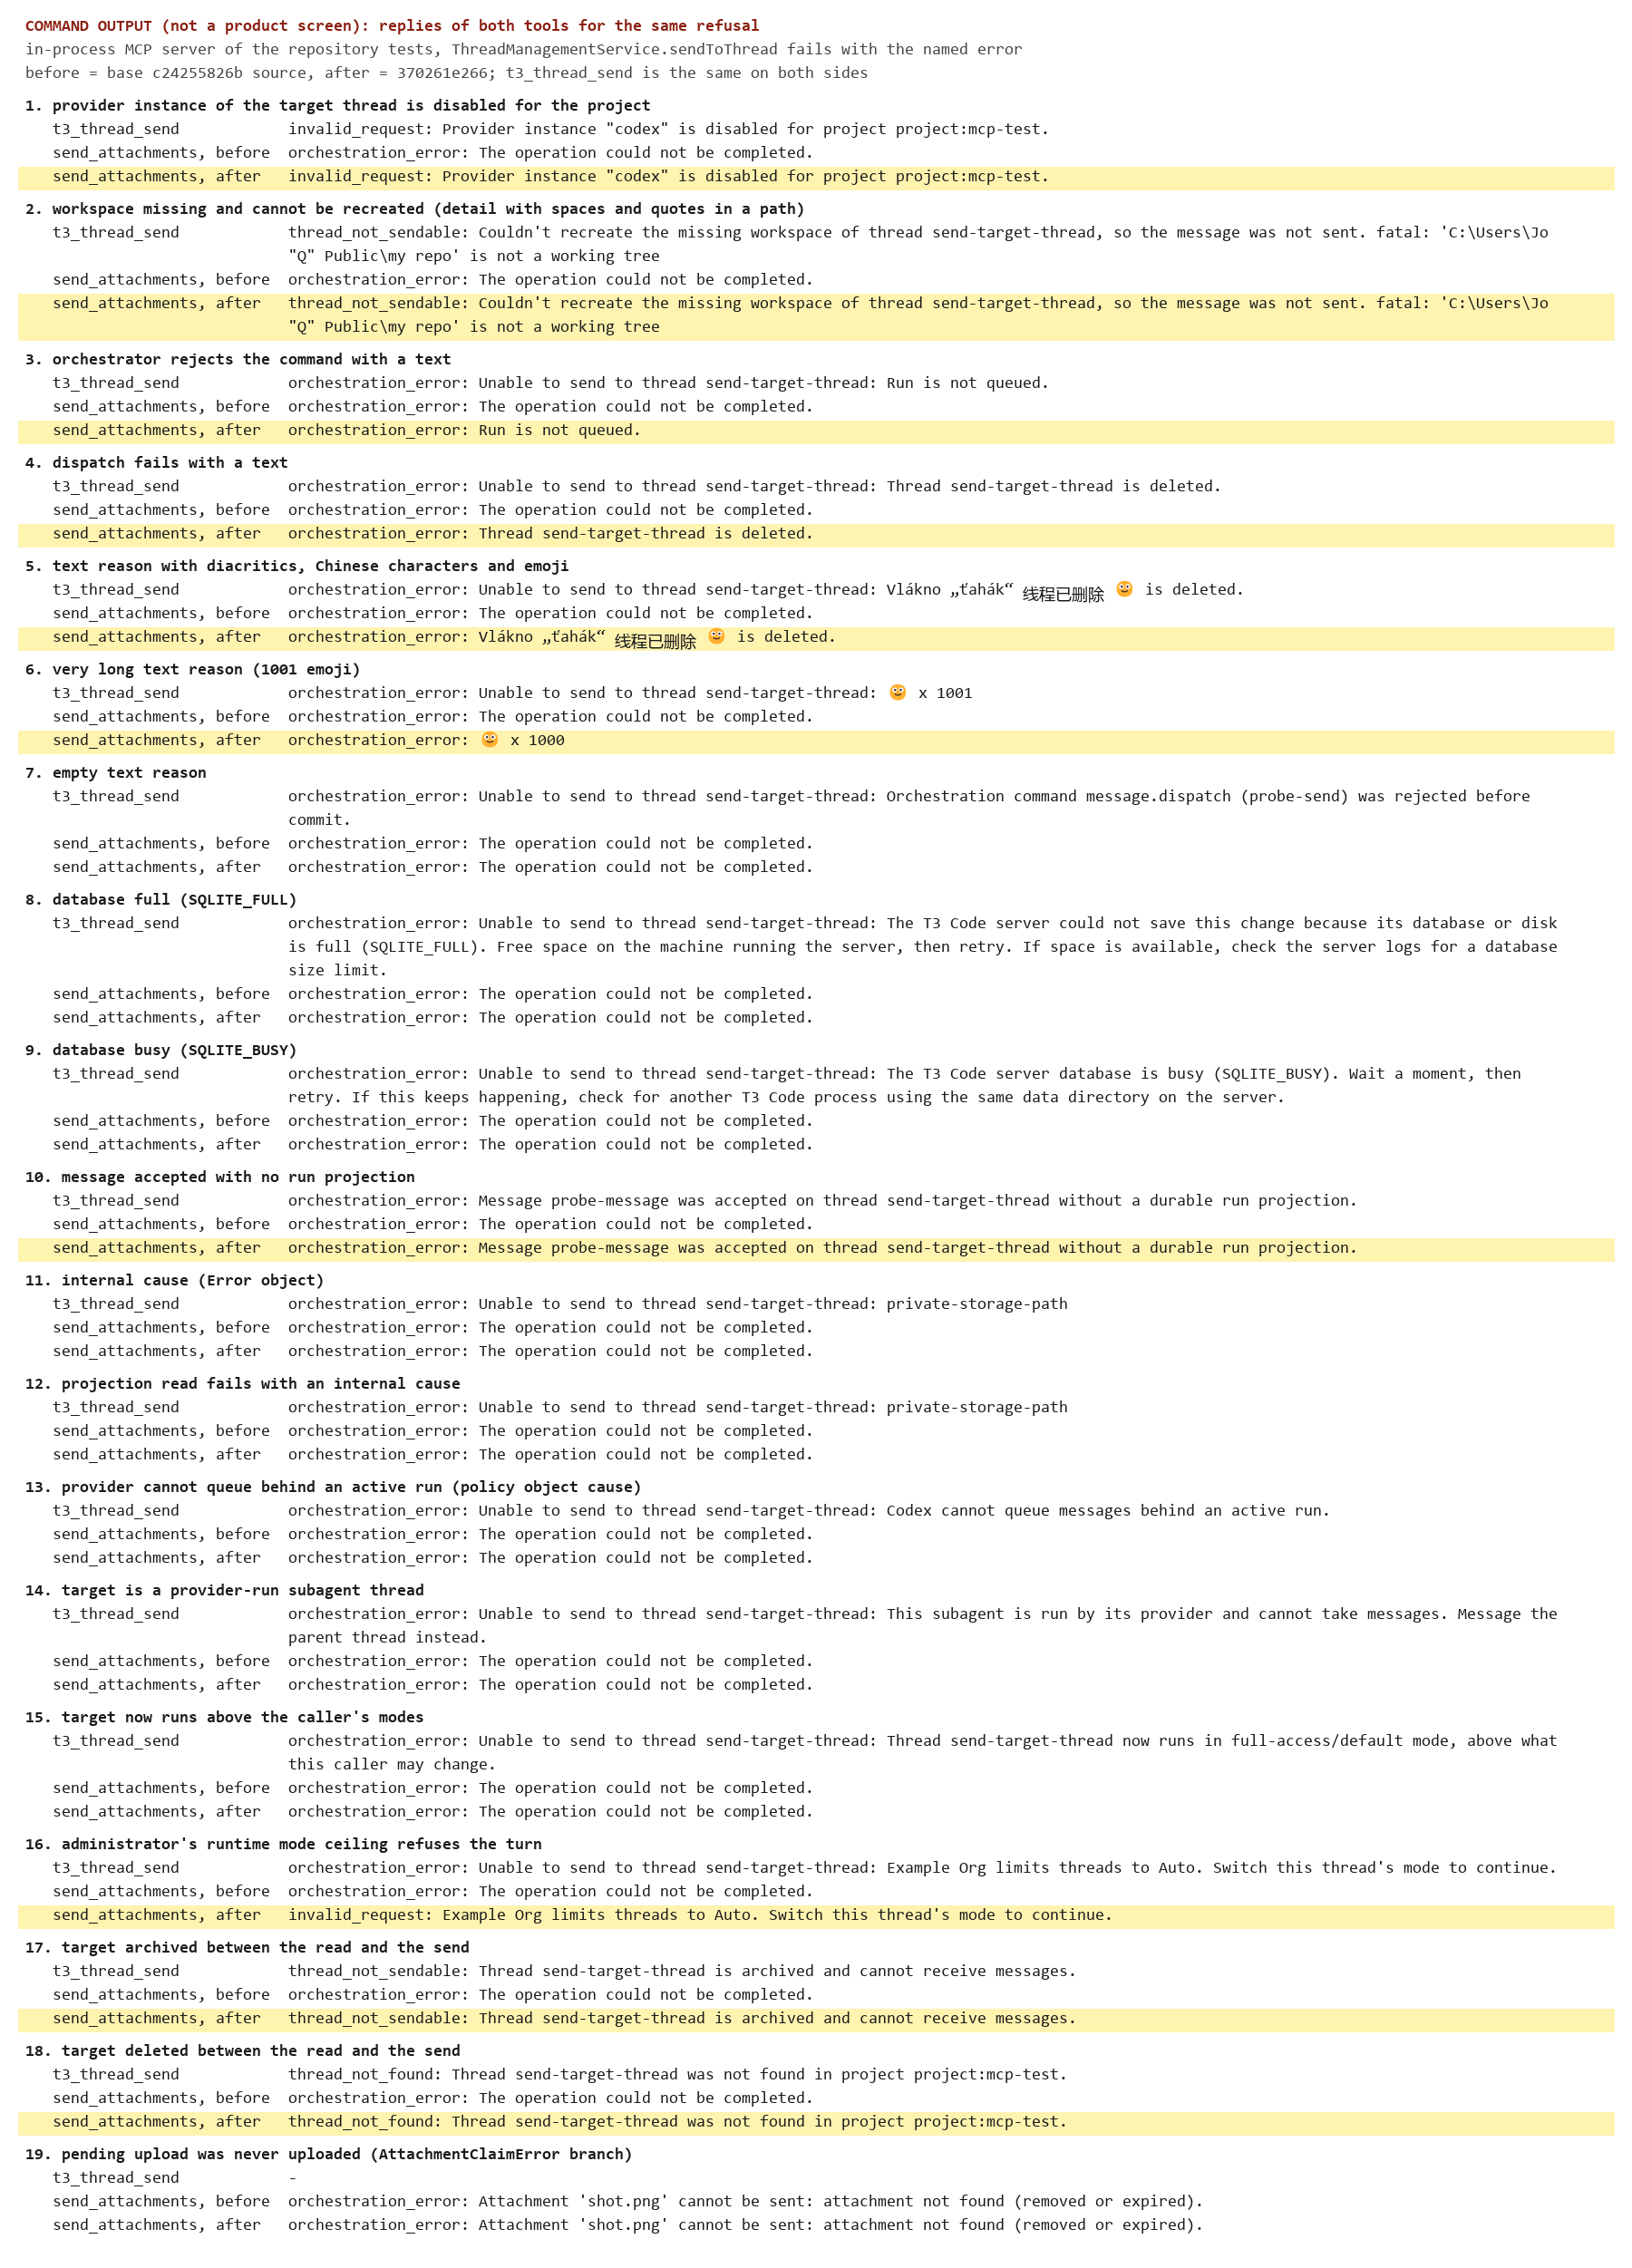 COMMAND OUTPUT (not a product screen): replies of both tools for the same refusal
in-process MCP server of the repository tests, ThreadManagementService.sendToThread fails with the named error
before = base c24255826b source, after = 370261e266; t3_thread_send is the same on both sides
1. provider instance of the target thread is disabled for the project
t3_thread_send invalid_request: Provider instance "codex" is disabled for project project:mcp-test.
send_attachments, before orchestration_error: The operation could not be completed.
send_attachments, after invalid_request: Provider instance "codex" is disabled for project project:mcp-test.
2. workspace missing and cannot be recreated (detail with spaces and quotes in a path)
t3_thread_send thread_not_sendable: Couldn't recreate the missing workspace of thread send-target-thread, so the message was not sent. fatal: 'C:\Users\Jo
"Q" Public\my repo' is not a working tree
send_attachments, before orchestration_error: The operation could not be completed.
send_attachments, after thread_not_sendable: Couldn't recreate the missing workspace of thread send-target-thread, so the message was not sent. fatal: 'C:\Users\Jo
"Q" Public\my repo' is not a working tree
3. orchestrator rejects the command with a text
t3_thread_send orchestration_error: Unable to send to thread send-target-thread: Run is not queued.
send_attachments, before orchestration_error: The operation could not be completed.
send_attachments, after orchestration_error: Run is not queued.
4. dispatch fails with a text
t3_thread_send orchestration_error: Unable to send to thread send-target-thread: Thread send-target-thread is deleted.
send_attachments, before orchestration_error: The operation could not be completed.
send_attachments, after orchestration_error: Thread send-target-thread is deleted.
5. text reason with diacritics, Chinese characters and emoji
t3_thread_send orchestration_error: Unable to send to thread send-target-thread: Vlákno „ťahák“ 线程已删除 🙂 is deleted.
send_attachments, before orchestration_error: The operation could not be completed.
send_attachments, after orchestration_error: Vlákno „ťahák“ 线程已删除 🙂 is deleted.
6. very long text reason (1001 emoji)
t3_thread_send orchestration_error: Unable to send to thread send-target-thread: 🙂 x 1001
send_attachments, before orchestration_error: The operation could not be completed.
send_attachments, after orchestration_error: 🙂 x 1000
7. empty text reason
t3_thread_send orchestration_error: Unable to send to thread send-target-thread: Orchestration command message.dispatch (probe-send) was rejected before
commit.
send_attachments, before orchestration_error: The operation could not be completed.
send_attachments, after orchestration_error: The operation could not be completed.
8. database full (SQLITE_FULL)
t3_thread_send orchestration_error: Unable to send to thread send-target-thread: The T3 Code server could not save this change because its database or disk
is full (SQLITE_FULL). Free space on the machine running the server, then retry. If space is available, check the server logs for a database
size limit.
send_attachments, before orchestration_error: The operation could not be completed.
send_attachments, after orchestration_error: The operation could not be completed.
9. database busy (SQLITE_BUSY)
t3_thread_send orchestration_error: Unable to send to thread send-target-thread: The T3 Code server database is busy (SQLITE_BUSY). Wait a moment, then
retry. If this keeps happening, check for another T3 Code process using the same data directory on the server.
send_attachments, before orchestration_error: The operation could not be completed.
send_attachments, after orchestration_error: The operation could not be completed.
10. message accepted with no run projection
t3_thread_send orchestration_error: Message probe-message was accepted on thread send-target-thread without a durable run projection.
send_attachments, before orchestration_error: The operation could not be completed.
send_attachments, after orchestration_error: Message probe-message was accepted on thread send-target-thread without a durable run projection.
11. internal cause (Error object)
t3_thread_send orchestration_error: Unable to send to thread send-target-thread: private-storage-path
send_attachments, before orchestration_error: The operation could not be completed.
send_attachments, after orchestration_error: The operation could not be completed.
12. projection read fails with an internal cause
t3_thread_send orchestration_error: Unable to send to thread send-target-thread: private-storage-path
send_attachments, before orchestration_error: The operation could not be completed.
send_attachments, after orchestration_error: The operation could not be completed.
13. provider cannot queue behind an active run (policy object cause)
t3_thread_send orchestration_error: Unable to send to thread send-target-thread: Codex cannot queue messages behind an active run.
send_attachments, before orchestration_error: The operation could not be completed.
send_attachments, after orchestration_error: The operation could not be completed.
14. target is a provider-run subagent thread
t3_thread_send orchestration_error: Unable to send to thread send-target-thread: This subagent is run by its provider and cannot take messages. Message the
parent thread instead.
send_attachments, before orchestration_error: The operation could not be completed.
send_attachments, after orchestration_error: The operation could not be completed.
15. target now runs above the caller's modes
t3_thread_send orchestration_error: Unable to send to thread send-target-thread: Thread send-target-thread now runs in full-access/default mode, above what
this caller may change.
send_attachments, before orchestration_error: The operation could not be completed.
send_attachments, after orchestration_error: The operation could not be completed.
16. administrator's runtime mode ceiling refuses the turn
t3_thread_send orchestration_error: Unable to send to thread send-target-thread: Example Org limits threads to Auto. Switch this thread's mode to continue.
send_attachments, before orchestration_error: The operation could not be completed.
send_attachments, after invalid_request: Example Org limits threads to Auto. Switch this thread's mode to continue.
17. target archived between the read and the send
t3_thread_send thread_not_sendable: Thread send-target-thread is archived and cannot receive messages.
send_attachments, before orchestration_error: The operation could not be completed.
send_attachments, after thread_not_sendable: Thread send-target-thread is archived and cannot receive messages.
18. target deleted between the read and the send
t3_thread_send thread_not_found: Thread send-target-thread was not found in project project:mcp-test.
send_attachments, before orchestration_error: The operation could not be completed.
send_attachments, after thread_not_found: Thread send-target-thread was not found in project project:mcp-test.
19. pending upload was never uploaded (AttachmentClaimError branch)
t3_thread_send -
send_attachments, before orchestration_error: Attachment 'shot.png' cannot be sent: attachment not found (removed or expired).
send_attachments, after orchestration_error: Attachment 'shot.png' cannot be sent: attachment not found (removed or expired).